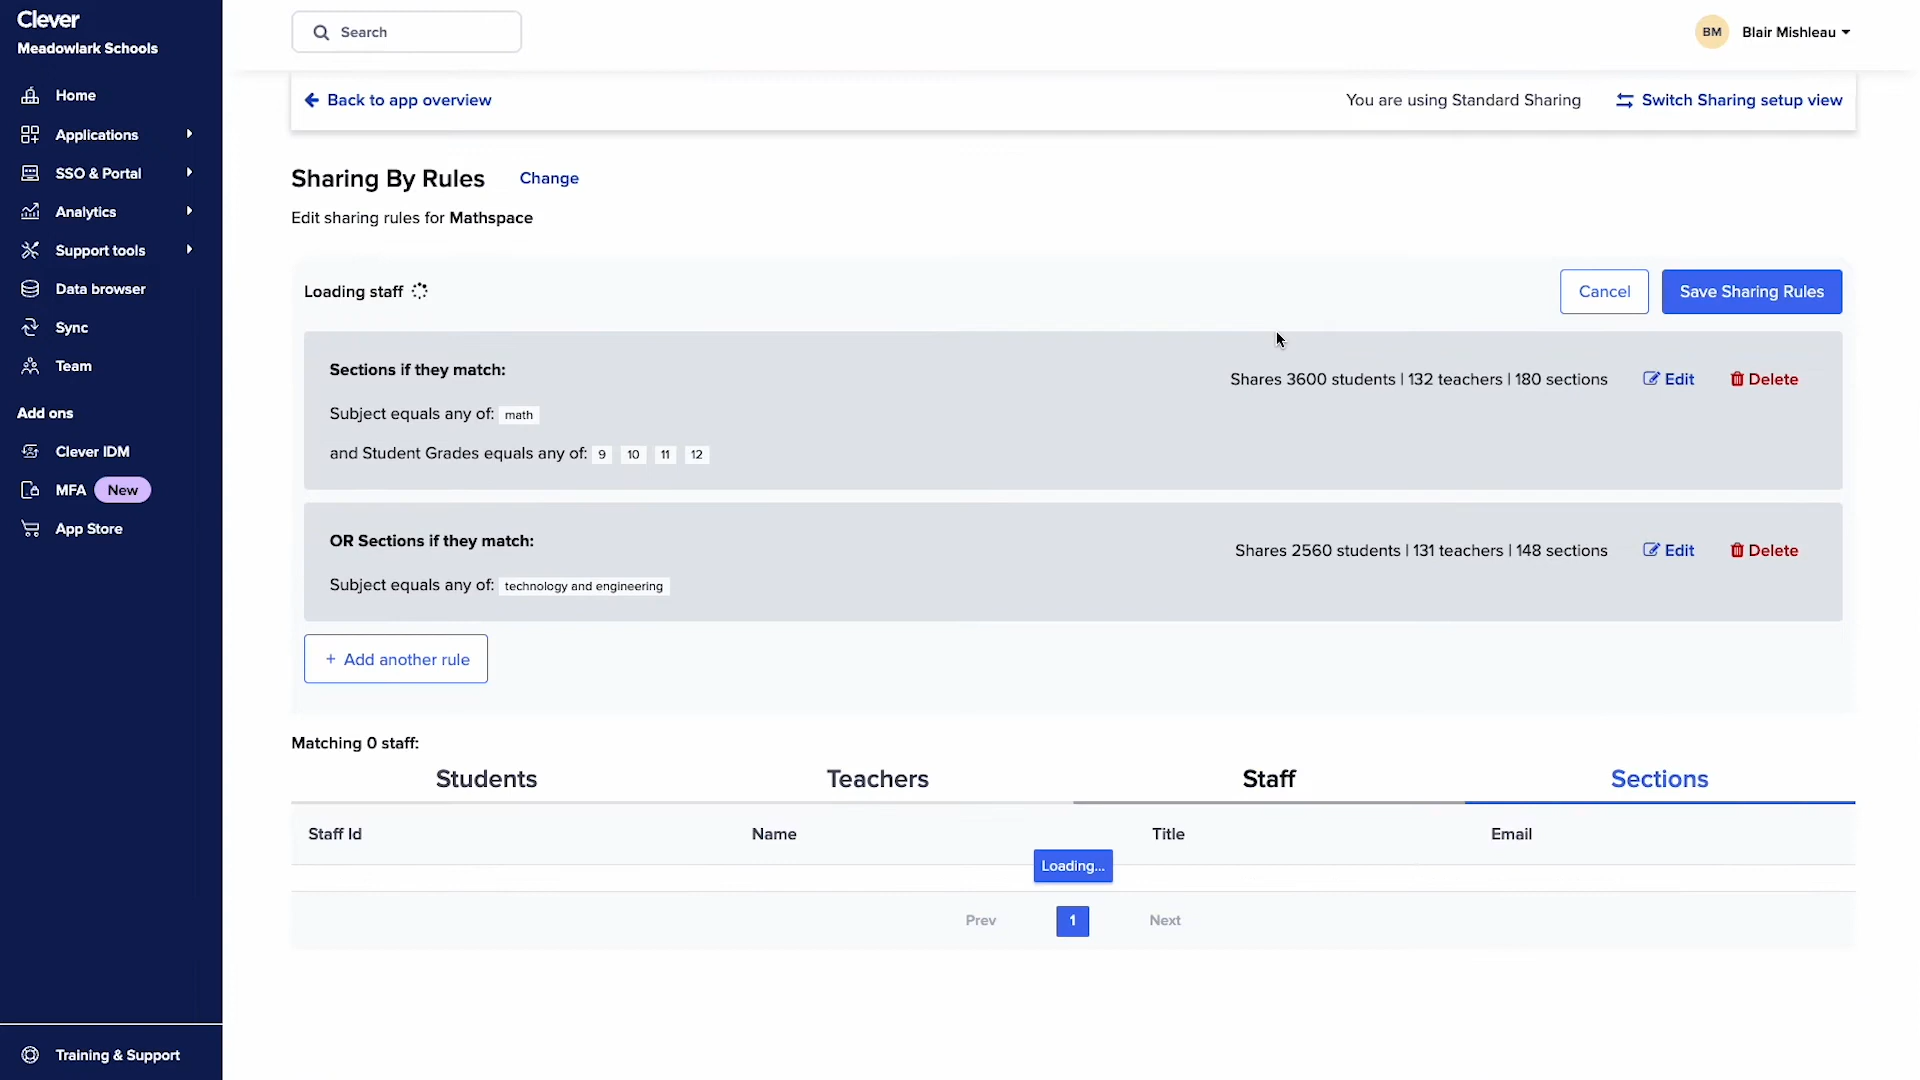 Clever
Meadowlark Schools
Home
Applications
SSO & Portal
Analytics
Support tools
Data browser
Sync
Team
Add ons
Clever IDM
MFA New
App Store
Training & Support
Search
BM Blair Mishleau
Back to app overview
You are using Standard Sharing Switch Sharing setup view
Sharing By Rules Change
Edit sharing rules for Mathspace
Loading staff
Cancel Save Sharing Rules
Sections if they match:
Shares 3600 students | 132 teachers | 180 sections Edit Delete
Subject equals any of: math
and Student Grades equals any of: 9 10 11 12
OR Sections if they match:
Shares 2560 students | 131 teachers | 148 sections Edit Delete
Subject equals any of: technology and engineering
+ Add another rule
Matching 0 staff:
Students Teachers Staff Sections
Staff Id Name Title Email
Loading...
Prev 1 Next